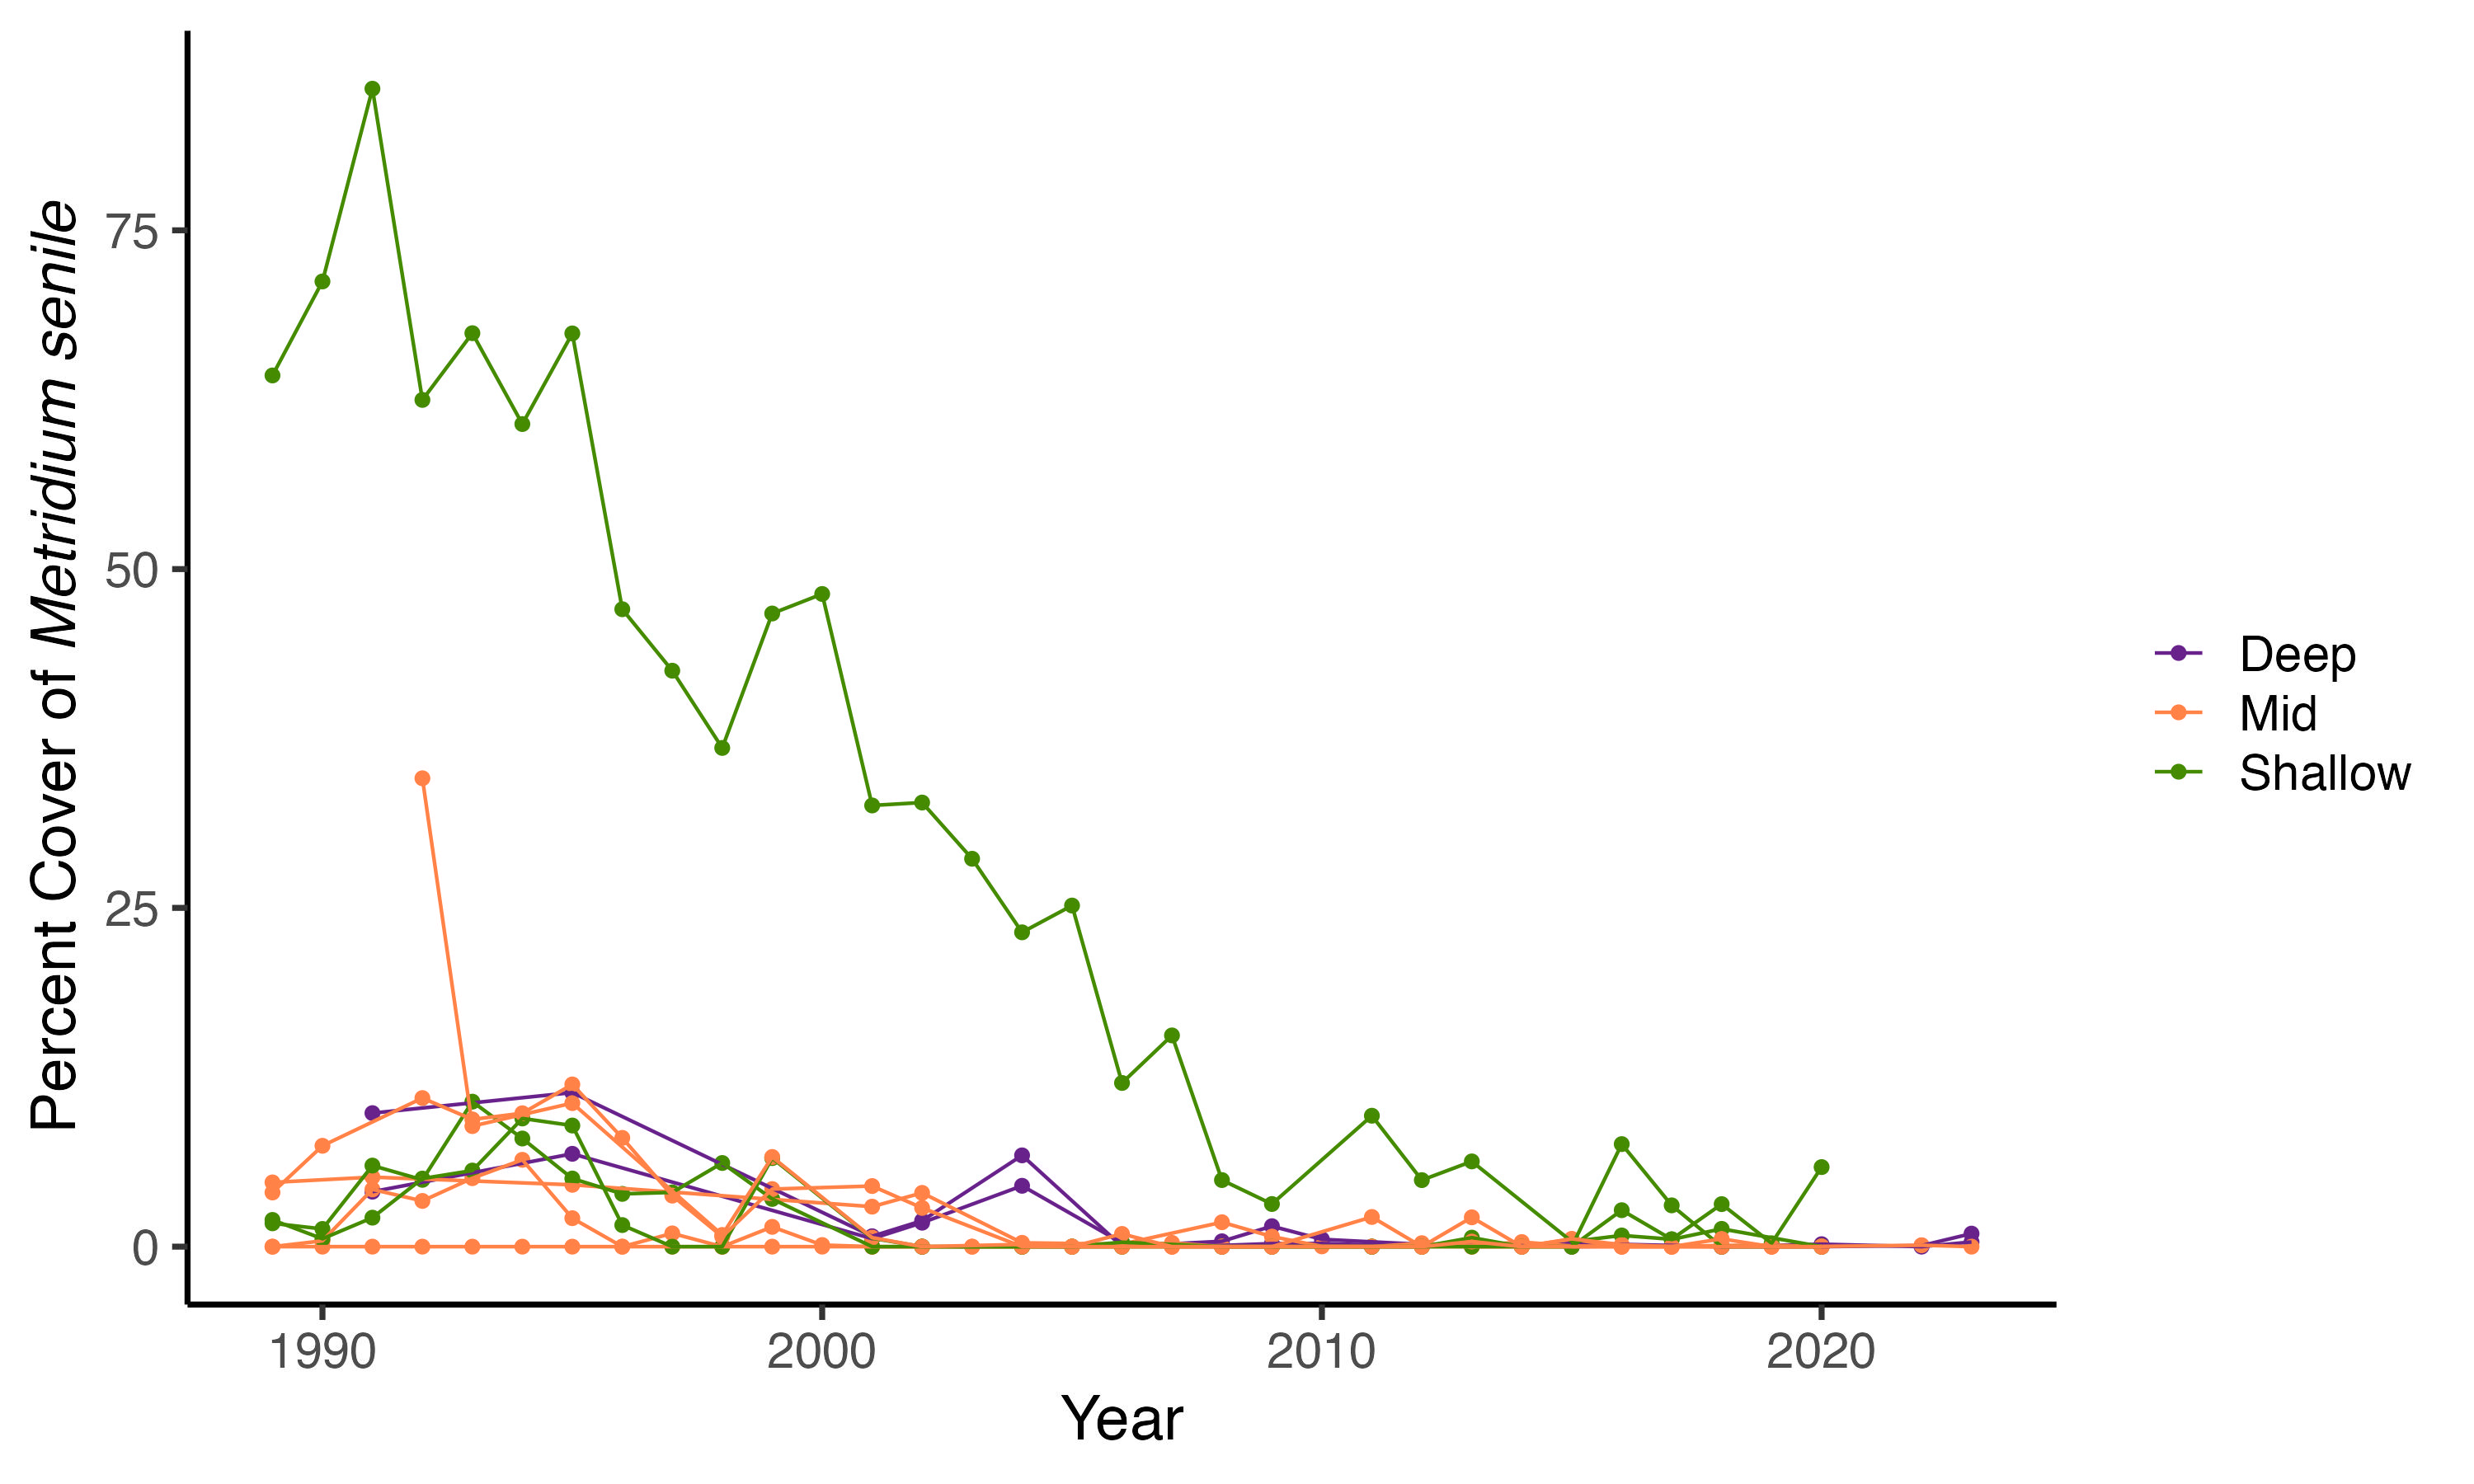 Percent Cover of Metridium senile
75
50
25
0
1990 2000 2010 2020
Year
Deep
Mid
Shallow